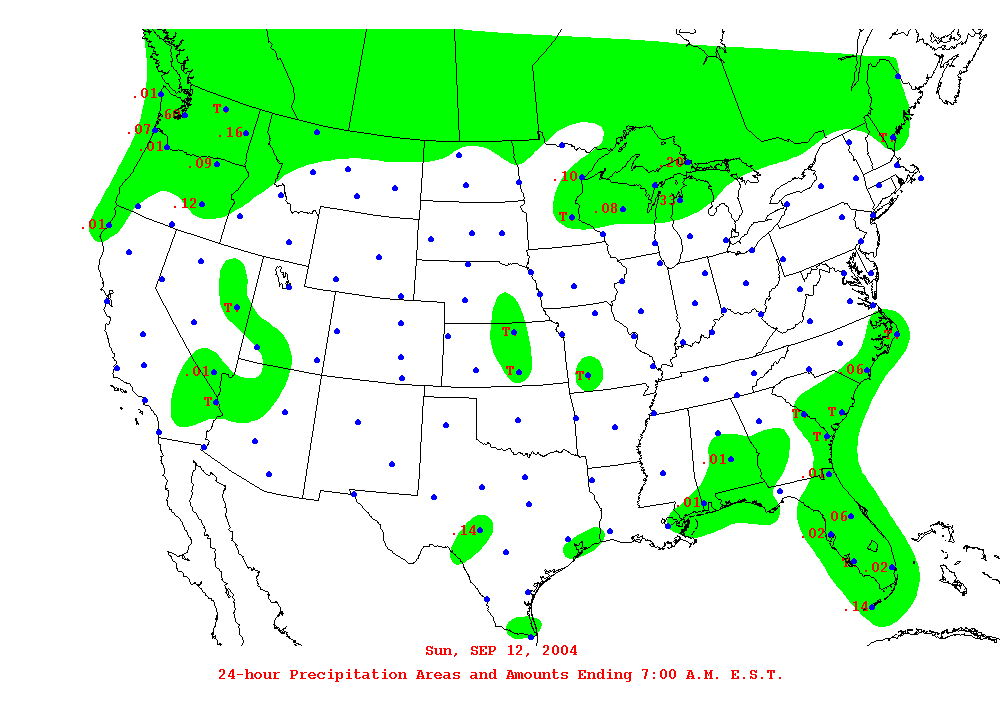 .01
T
.68
.07
.16
T
.01
.09
.20
.10
.12
.33
.08
T
.01
T
T
T
.06
.01
T
T
T
T
T
T
.01
.01
.01
.06
.14
.02
.02
.14
Sun, SEP 12, 2004
24-hour Precipitation Areas and Amounts Ending 7:00 A.M. E.S.T.